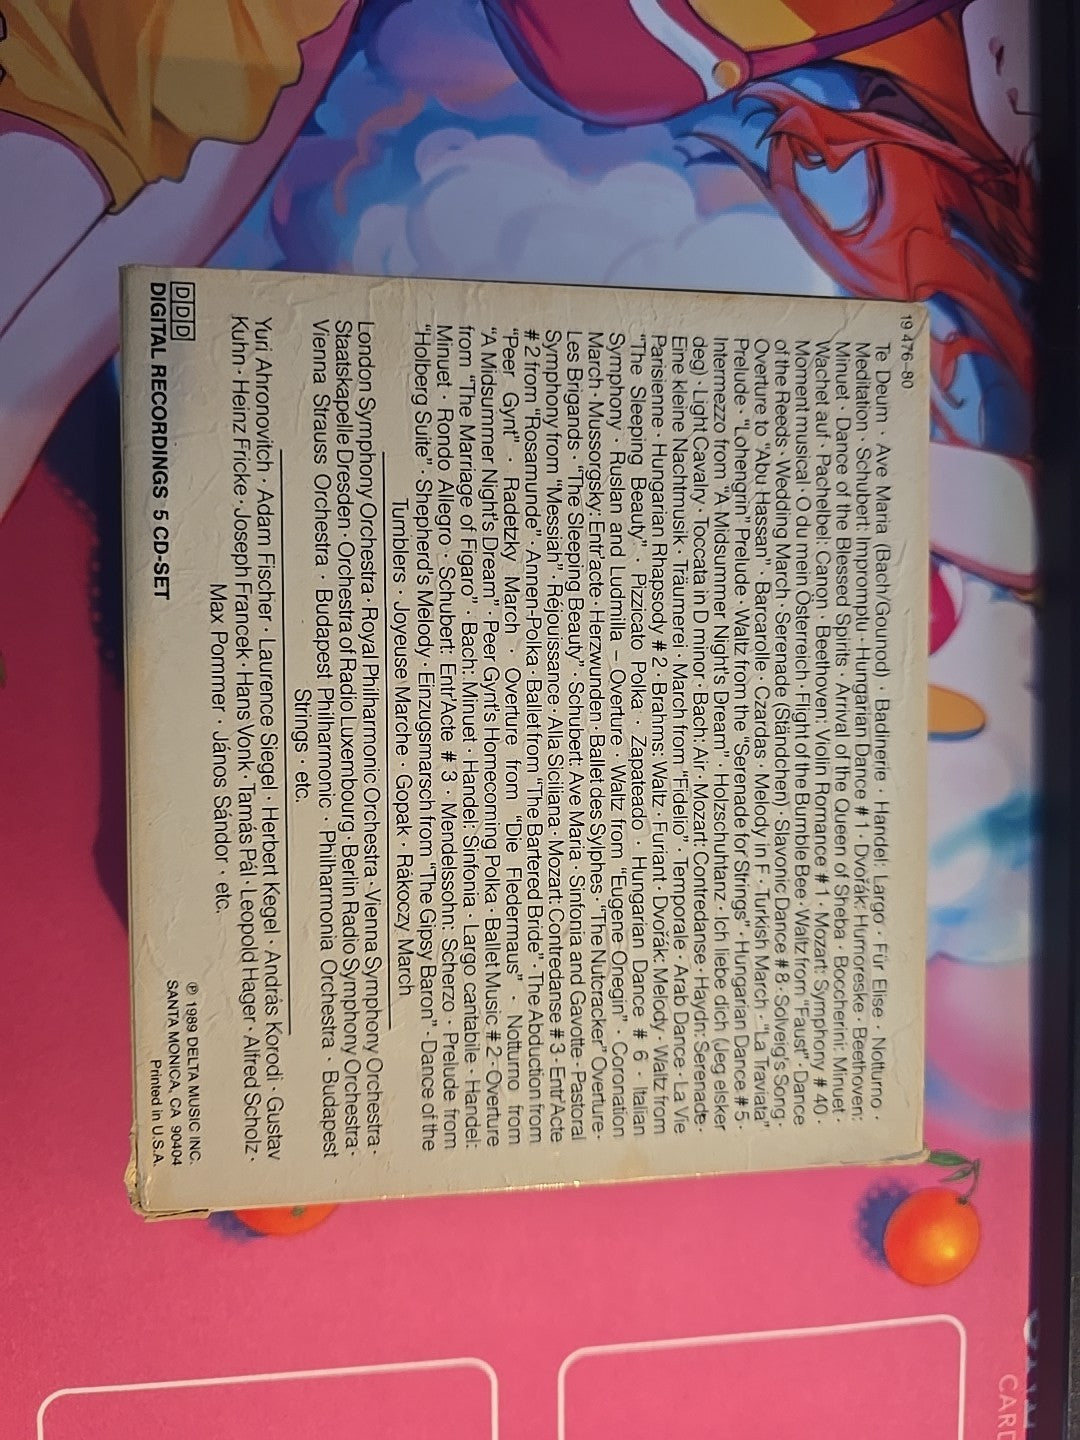 19 476-80
Te Deum · Ave Maria (Bach/Gounod) · Badinerie · Handel: Largo · Für Elise · Notturno ·
Meditation · Schubert: Impromptu · Hungarian Dance # 1 · Dvořák: Humoreske · Beethoven:
Minuet · Dance of the Blessed Spirits · Arrival of the Queen of Sheba · Boccherini: Minuet ·
Wachet auf · Pachelbel: Canon · Beethoven: Violin Romance # 1 · Mozart: Symphony # 40 ·
Moment musical · O du mein Österreich · Flight of the Bumble Bee · Waltz from "Faust" · Dance
of the Reeds · Wedding March · Serenade (Ständchen) · Slavonic Dance # 8 · Solveig's Song ·
Overture to "Abu Hassan" · Barcarolle · Czardas · Melody in F · Turkish March · "La Traviata"
Prelude · "Lohengrin" Prelude · Waltz from the "Serenade for Strings" · Hungarian Dance # 5 ·
Intermezzo from "A Midsummer Night's Dream" · Holzschuhtanz · Ich liebe dich (Jeg elsker
deg) · Light Cavalry · Toccata in D minor · Bach: Air · Mozart: Contredanse · Haydn: Serenade ·
Eine kleine Nachtmusik · Träumerei · March from "Fidelio" · Temporale · Arab Dance · La Vie
Parisienne · Hungarian Rhapsody # 2 · Brahms: Waltz · Furiant · Dvořák: Melody · Waltz from
"The Sleeping Beauty" · Pizzicato Polka · Zapateado · Hungarian Dance # 6 · Italian
Symphony · Ruslan and Ludmilla – Overture · Waltz from "Eugene Onegin" · Coronation
March · Mussorgsky: Entr'acte · Herzwunden · Ballet des Sylphes · "The Nutcracker" Overture ·
Les Brigands · "The Sleeping Beauty" · Schubert: Ave Maria · Sinfonia and Gavotte · Pastoral
Symphony from "Messiah" · Réjouissance · Alla Siciliana · Mozart: Contredanse # 3 · Entr'Acte
# 2 from "Rosamunde" · Annen-Polka · Ballet from "The Bartered Bride" · "The Abduction from
"Peer Gynt" · Radetzky March · Overture from "Die Fledermaus" · Notturno from
"A Midsummer Night's Dream" Peer Gynt's Homecoming Polka · Ballet Music # 2 · Overture
from "The Marriage of Figaro" · Bach: Minuet · Handel: Sinfonia · Largo cantabile · Handel:
Minuet · Rondo Allegro · Schubert: Entr'Acte # 3 · Mendelssohn: Scherzo · Prelude from
"Holberg Suite" · Shepherd's Melody · Einzugsmarsch from "The Gipsy Baron" · Dance of the
Tumblers · Joyeuse Marche · Gopak · Rákoczy March
London Symphony Orchestra · Royal Philharmonic Orchestra · Vienna Symphony Orchestra ·
Staatskapelle Dresden · Orchestra of Radio Luxembourg · Berlin Radio Symphony Orchestra ·
Vienna Strauss Orchestra · Budapest Philharmonic · Philharmonia Orchestra · Budapest
Strings · etc.
Yuri Ahronovitch · Adam Fischer · Laurence Siegel · Herbert Kegel · András Korodi · Gustav
Kuhn · Heinz Fricke · Joseph Francek · Hans Vonk · Tamás Pál · Leopold Hager · Alfred Scholz ·
Max Pommer · János Sándor · etc.
DDD
DIGITAL RECORDINGS 5 CD-SET
℗ 1989 DELTA MUSIC INC.
SANTA MONICA, CA 90404
Printed in U.S.A.